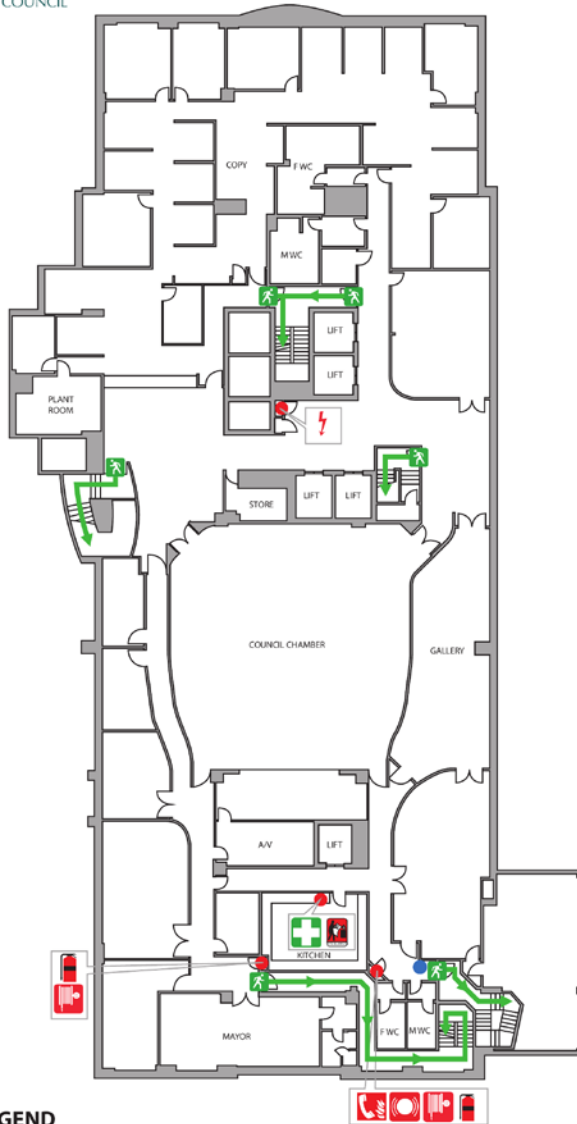 COUNCIL
COPY
F WC
M WC
LIFT
LIFT
PLANT
ROOM
STORE
LIFT
LIFT
COUNCIL CHAMBER
GALLERY
A/V
LIFT
KITCHEN
MAYOR
F WC
M WC
GEND